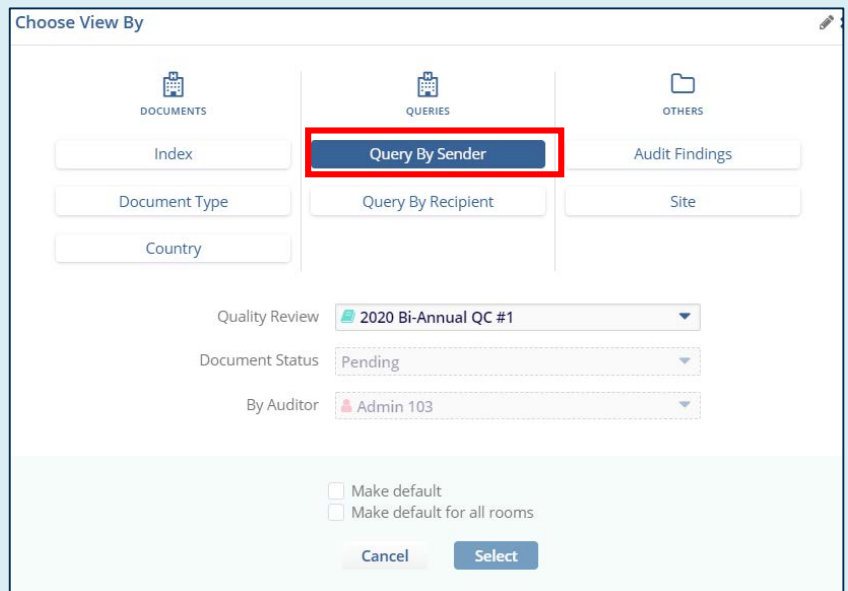 Choose View By
DOCUMENTS QUERIES OTHERS
Index Query By Sender Audit Findings
Document Type Query By Recipient Site
Country
Quality Review 2020 Bi-Annual QC #1
Document Status Pending
By Auditor Admin 103
Make default
Make default for all rooms
Cancel Select